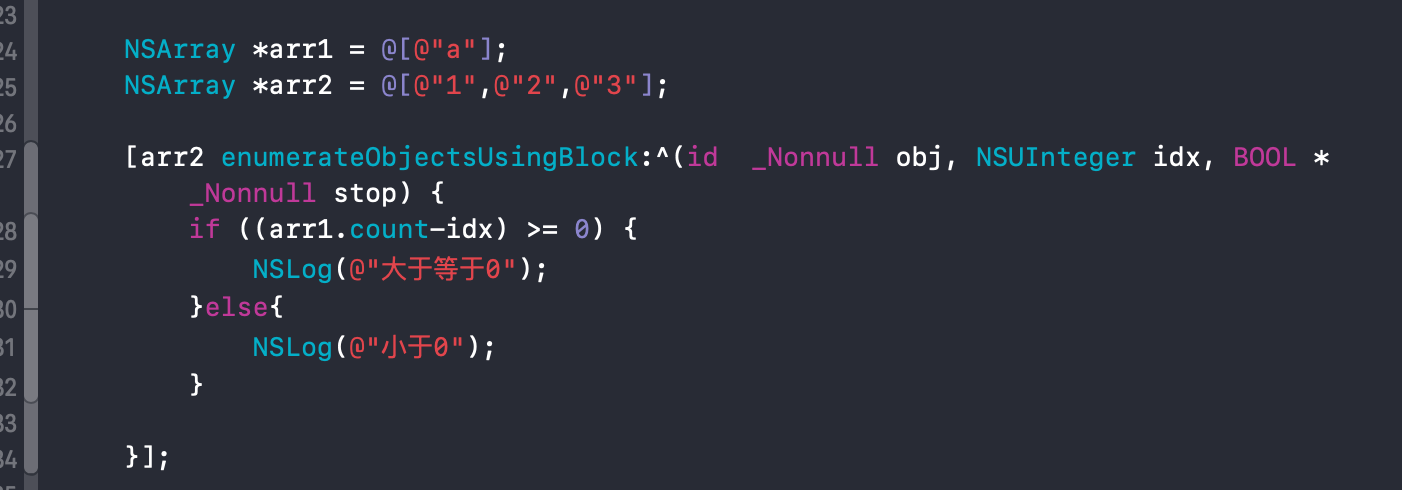 23
24 NSArray *arr1 = @[@"a"];
25 NSArray *arr2 = @[@"1",@"2",@"3"];
26
27 [arr2 enumerateObjectsUsingBlock:^(id  _Nonnull obj, NSUInteger idx, BOOL *
_Nonnull stop) {
28 if ((arr1.count-idx) >= 0) {
29 NSLog(@"大于等于0");
30 }else{
31 NSLog(@"小于0");
32 }
33
34 }];